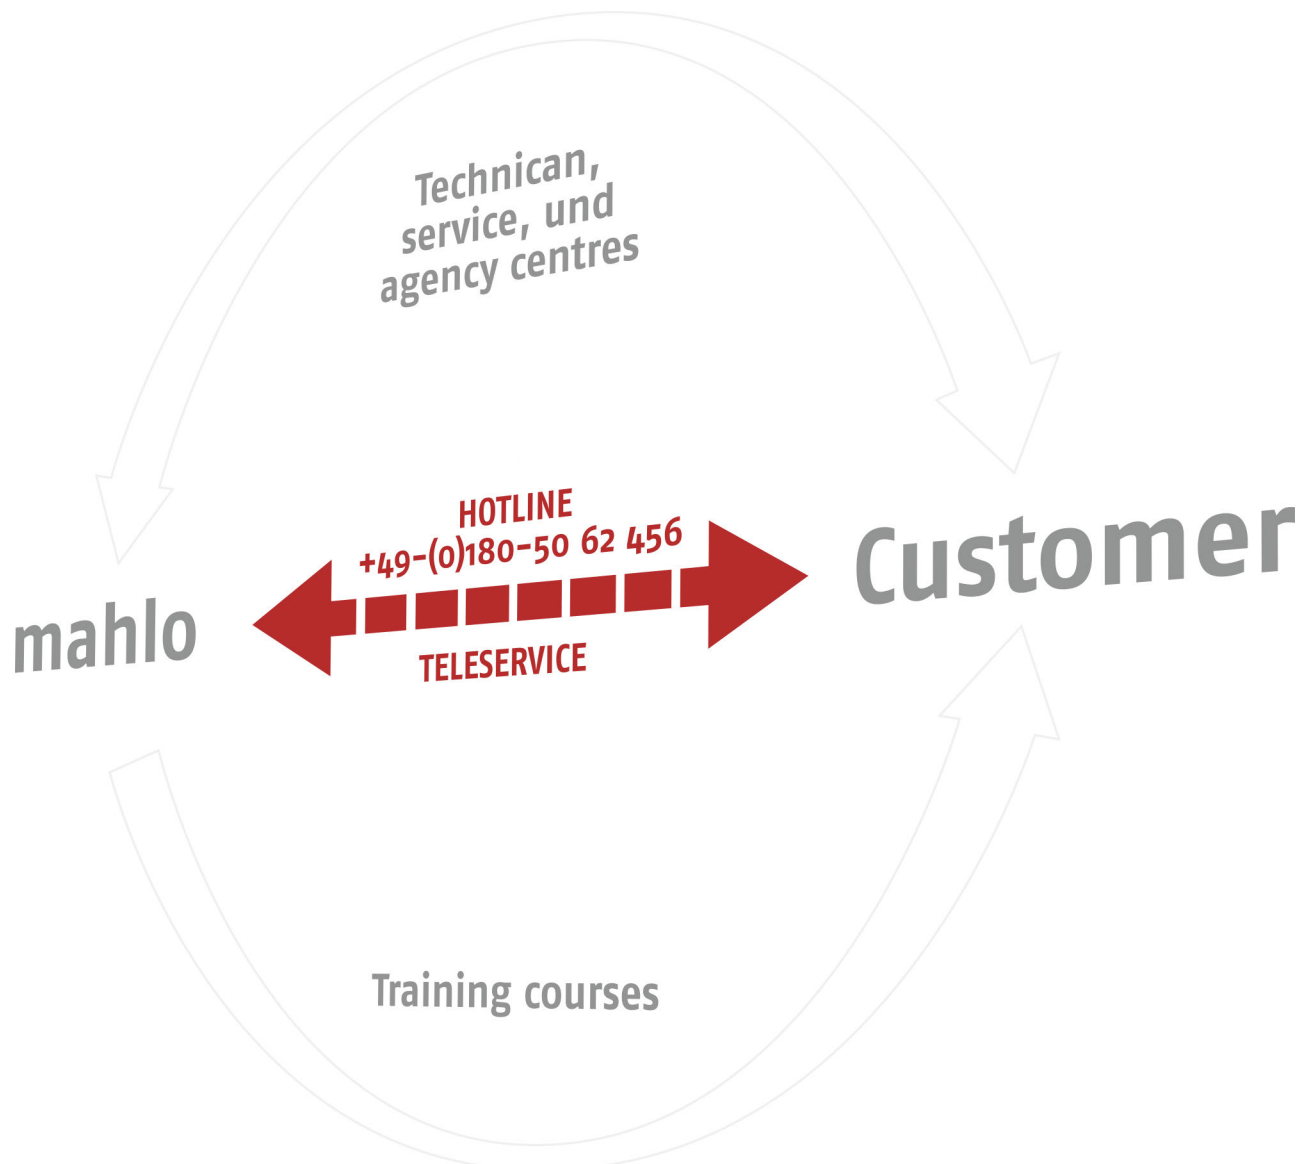 Technican,
service, und
agency centres
HOTLINE
+49-(0)180-50 62 456
Customer
mahlo
TELESERVICE
Training courses